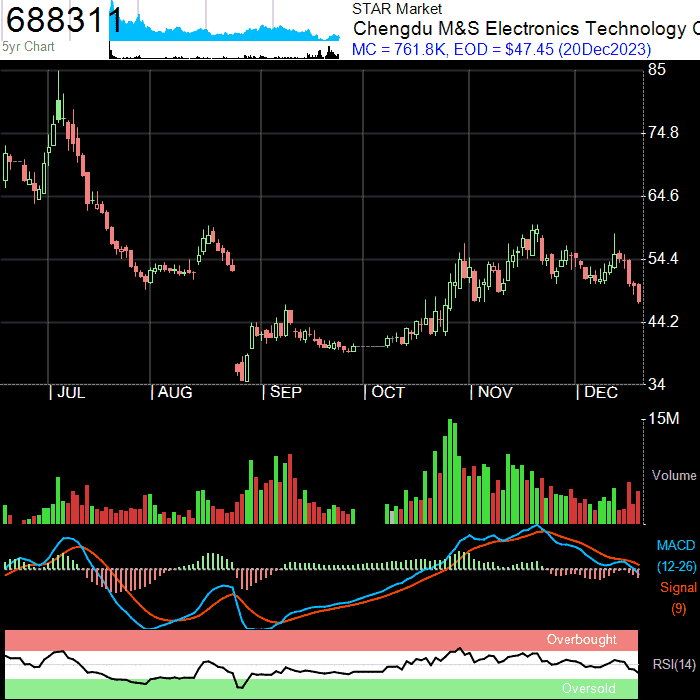 688311
5yr Chart
STAR Market
Chengdu M&S Electronics Technology C
MC = 761.8K, EOD = $47.45 (20Dec2023)
85
74.8
64.6
54.4
44.2
34
JUL
AUG
SEP
OCT
NOV
DEC
15M
Volume
MACD
(12-26)
Signal
(9)
Overbought
RSI(14)
Oversold